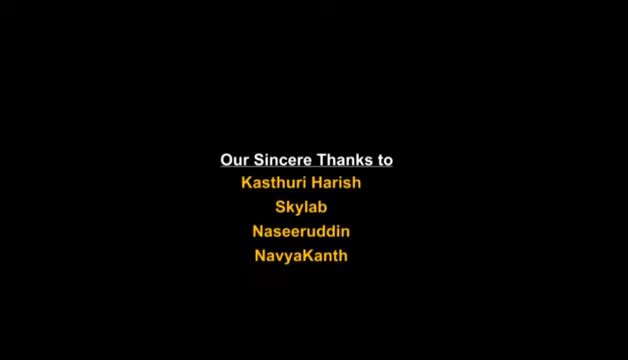 Our Sincere Thanks to
Kasthuri Harish
Skylab
Naseeruddin
NavyaKanth